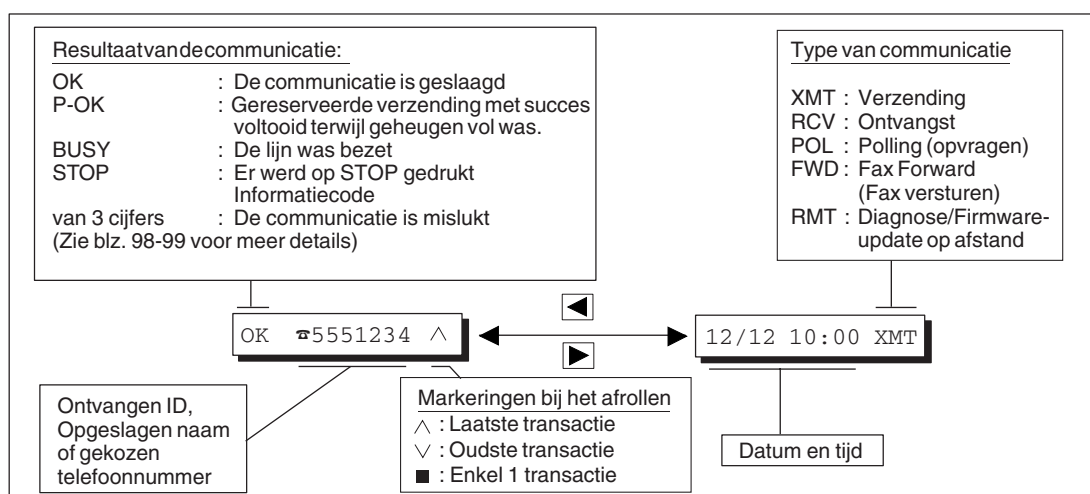 Resultaatvandecommunicatie:
OK : De communicatie is geslaagd
P-OK : Gereserveerde verzending met succes
voltooid terwijl geheugen vol was.
BUSY : De lijn was bezet
STOP : Er werd op STOP gedrukt
Informatiecode
van 3 cijfers : De communicatie is mislukt
(Zie blz. 98-99 voor meer details)
Type van communicatie
XMT : Verzending
RCV : Ontvangst
POL : Polling (opvragen)
FWD : Fax Forward
(Fax versturen)
RMT : Diagnose/Firmware-
update op afstand
OK ☎5551234 ∧
12/12 10:00 XMT
Ontvangen ID,
Opgeslagen naam
of gekozen
telefoonnummer
Markeringen bij het afrollen
∧ : Laatste transactie
∨ : Oudste transactie
■ : Enkel 1 transactie
Datum en tijd